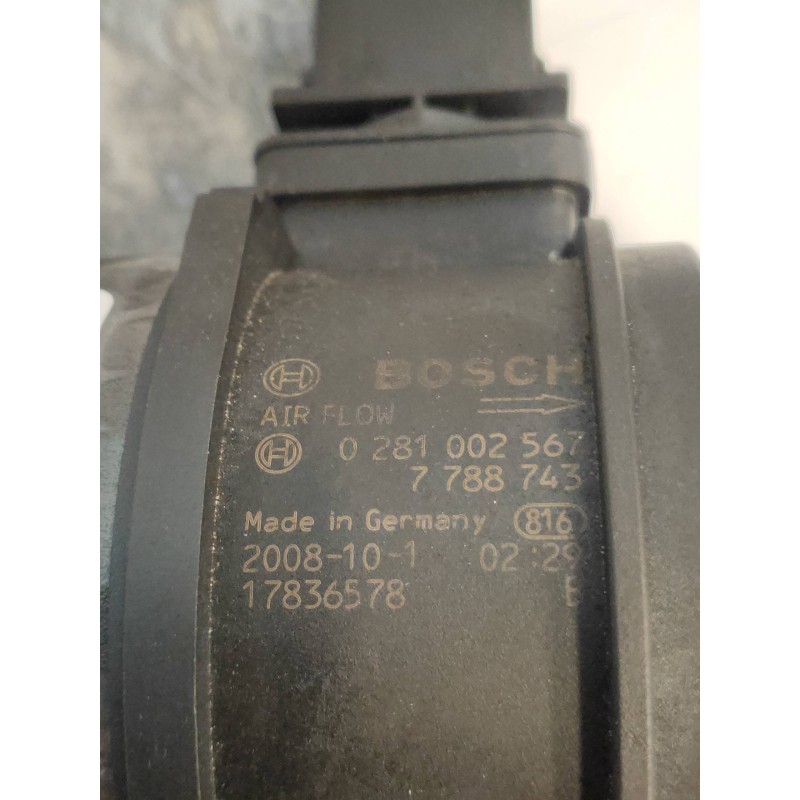 BOSCH
AIR FLOW
0 281 002 567
7 788 743
Made in Germany 816
2008-10-1 02:29
17836578 E